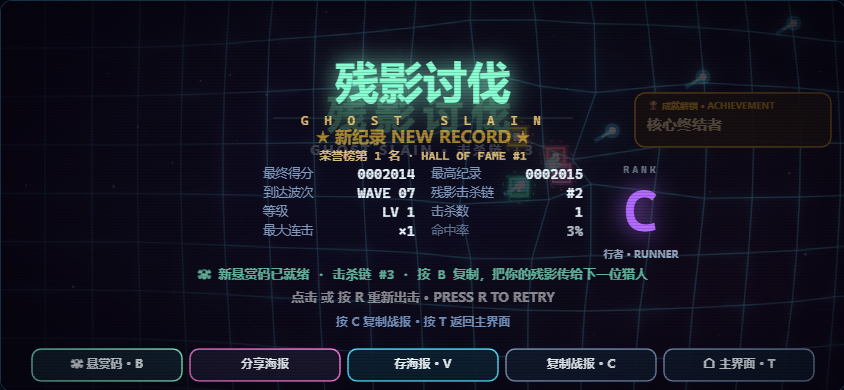 残影讨伐
GHOST SLAIN
★ 新纪录 NEW RECORD ★
荣誉榜第 1 名 · HALL OF FAME #1
成就解锁 • ACHIEVEMENT
核心终结者
最终得分 0002014 最高纪录 0002015
到达波次 WAVE 07 残影击杀链 #2
等级 LV 1 击杀数 1
最大连击 ×1 命中率 3%
RANK
C
行者 • RUNNER
新悬赏码已就绪 · 击杀链 #3 · 按 B 复制，把你的残影传给下一位猎人
点击 或 按 R 重新出击 • PRESS R TO RETRY
按 C 复制战报 • 按 T 返回主界面
悬赏码 • B
分享海报
存海报 • V
复制战报 • C
主界面 • T